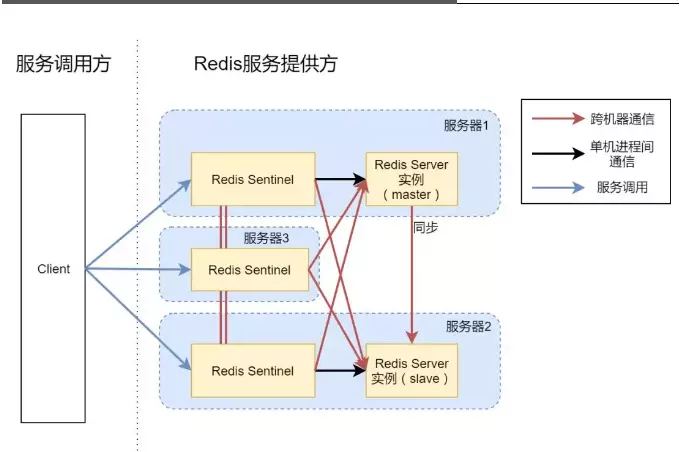 服务调用方
Redis服务提供方
服务器1
Redis Sentinel
Redis Server
实例
（master）
跨机器通信
单机进程间
通信
服务调用
同步
服务器3
Redis Sentinel
Client
服务器2
Redis Sentinel
Redis Server
实例（slave）